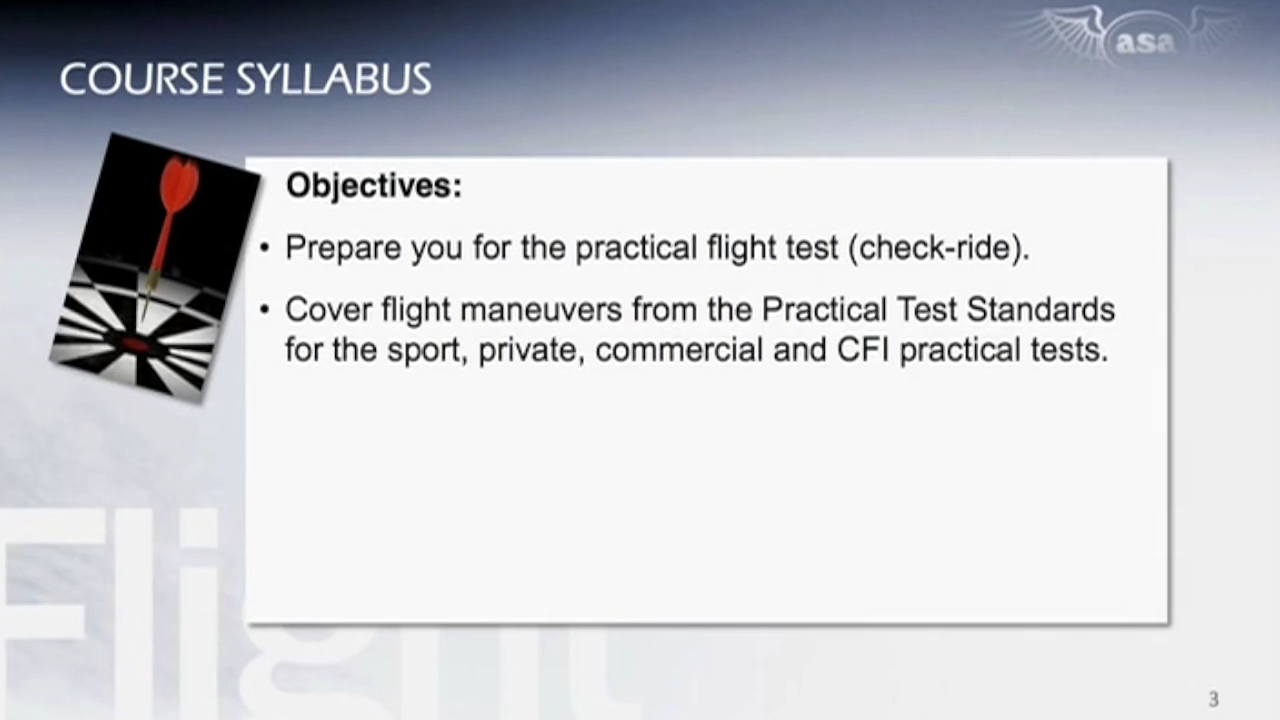 asa
COURSE SYLLABUS
Objectives:
• Prepare you for the practical flight test (check-ride).
• Cover flight maneuvers from the Practical Test Standards
for the sport, private, commercial and CFI practical tests.
Flight
3